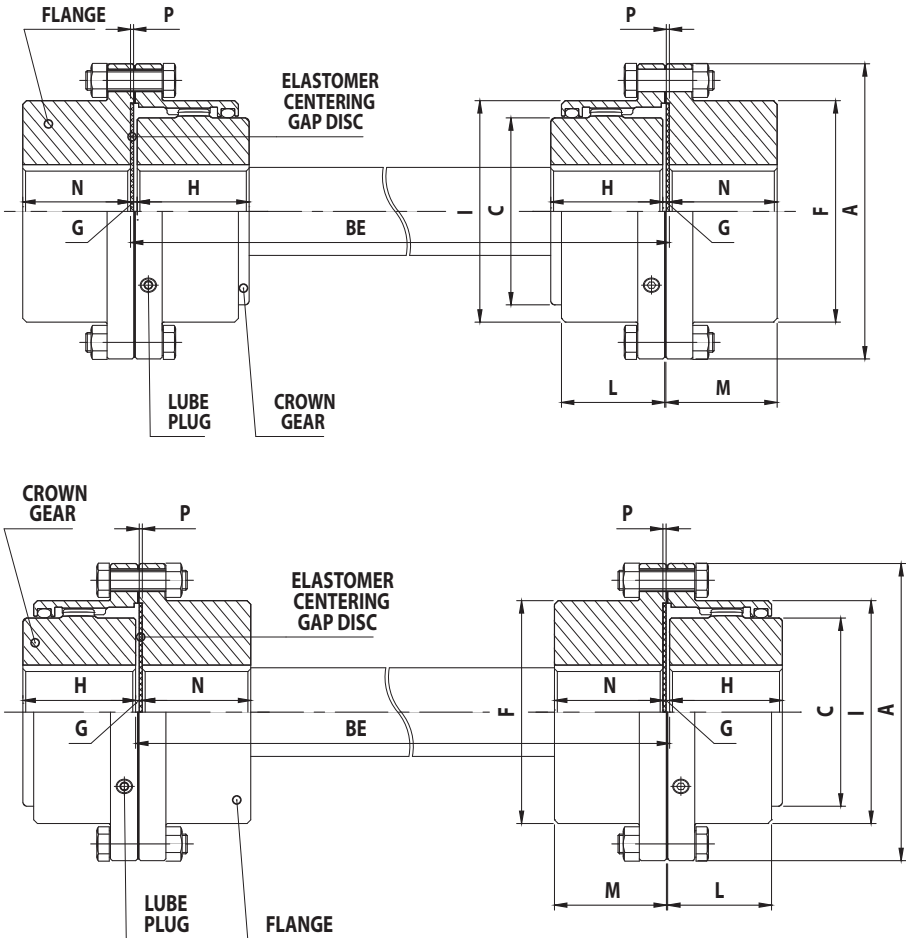 FLANGE
P
P
ELASTOMER
CENTERING
GAP DISC
N
H
H
N
I
C
F
A
G
BE
G
L
M
LUBE
PLUG
CROWN
GEAR
CROWN
GEAR
P
P
ELASTOMER
CENTERING
GAP DISC
H
N
N
H
F
C
I
A
G
BE
G
M
L
LUBE
PLUG
FLANGE